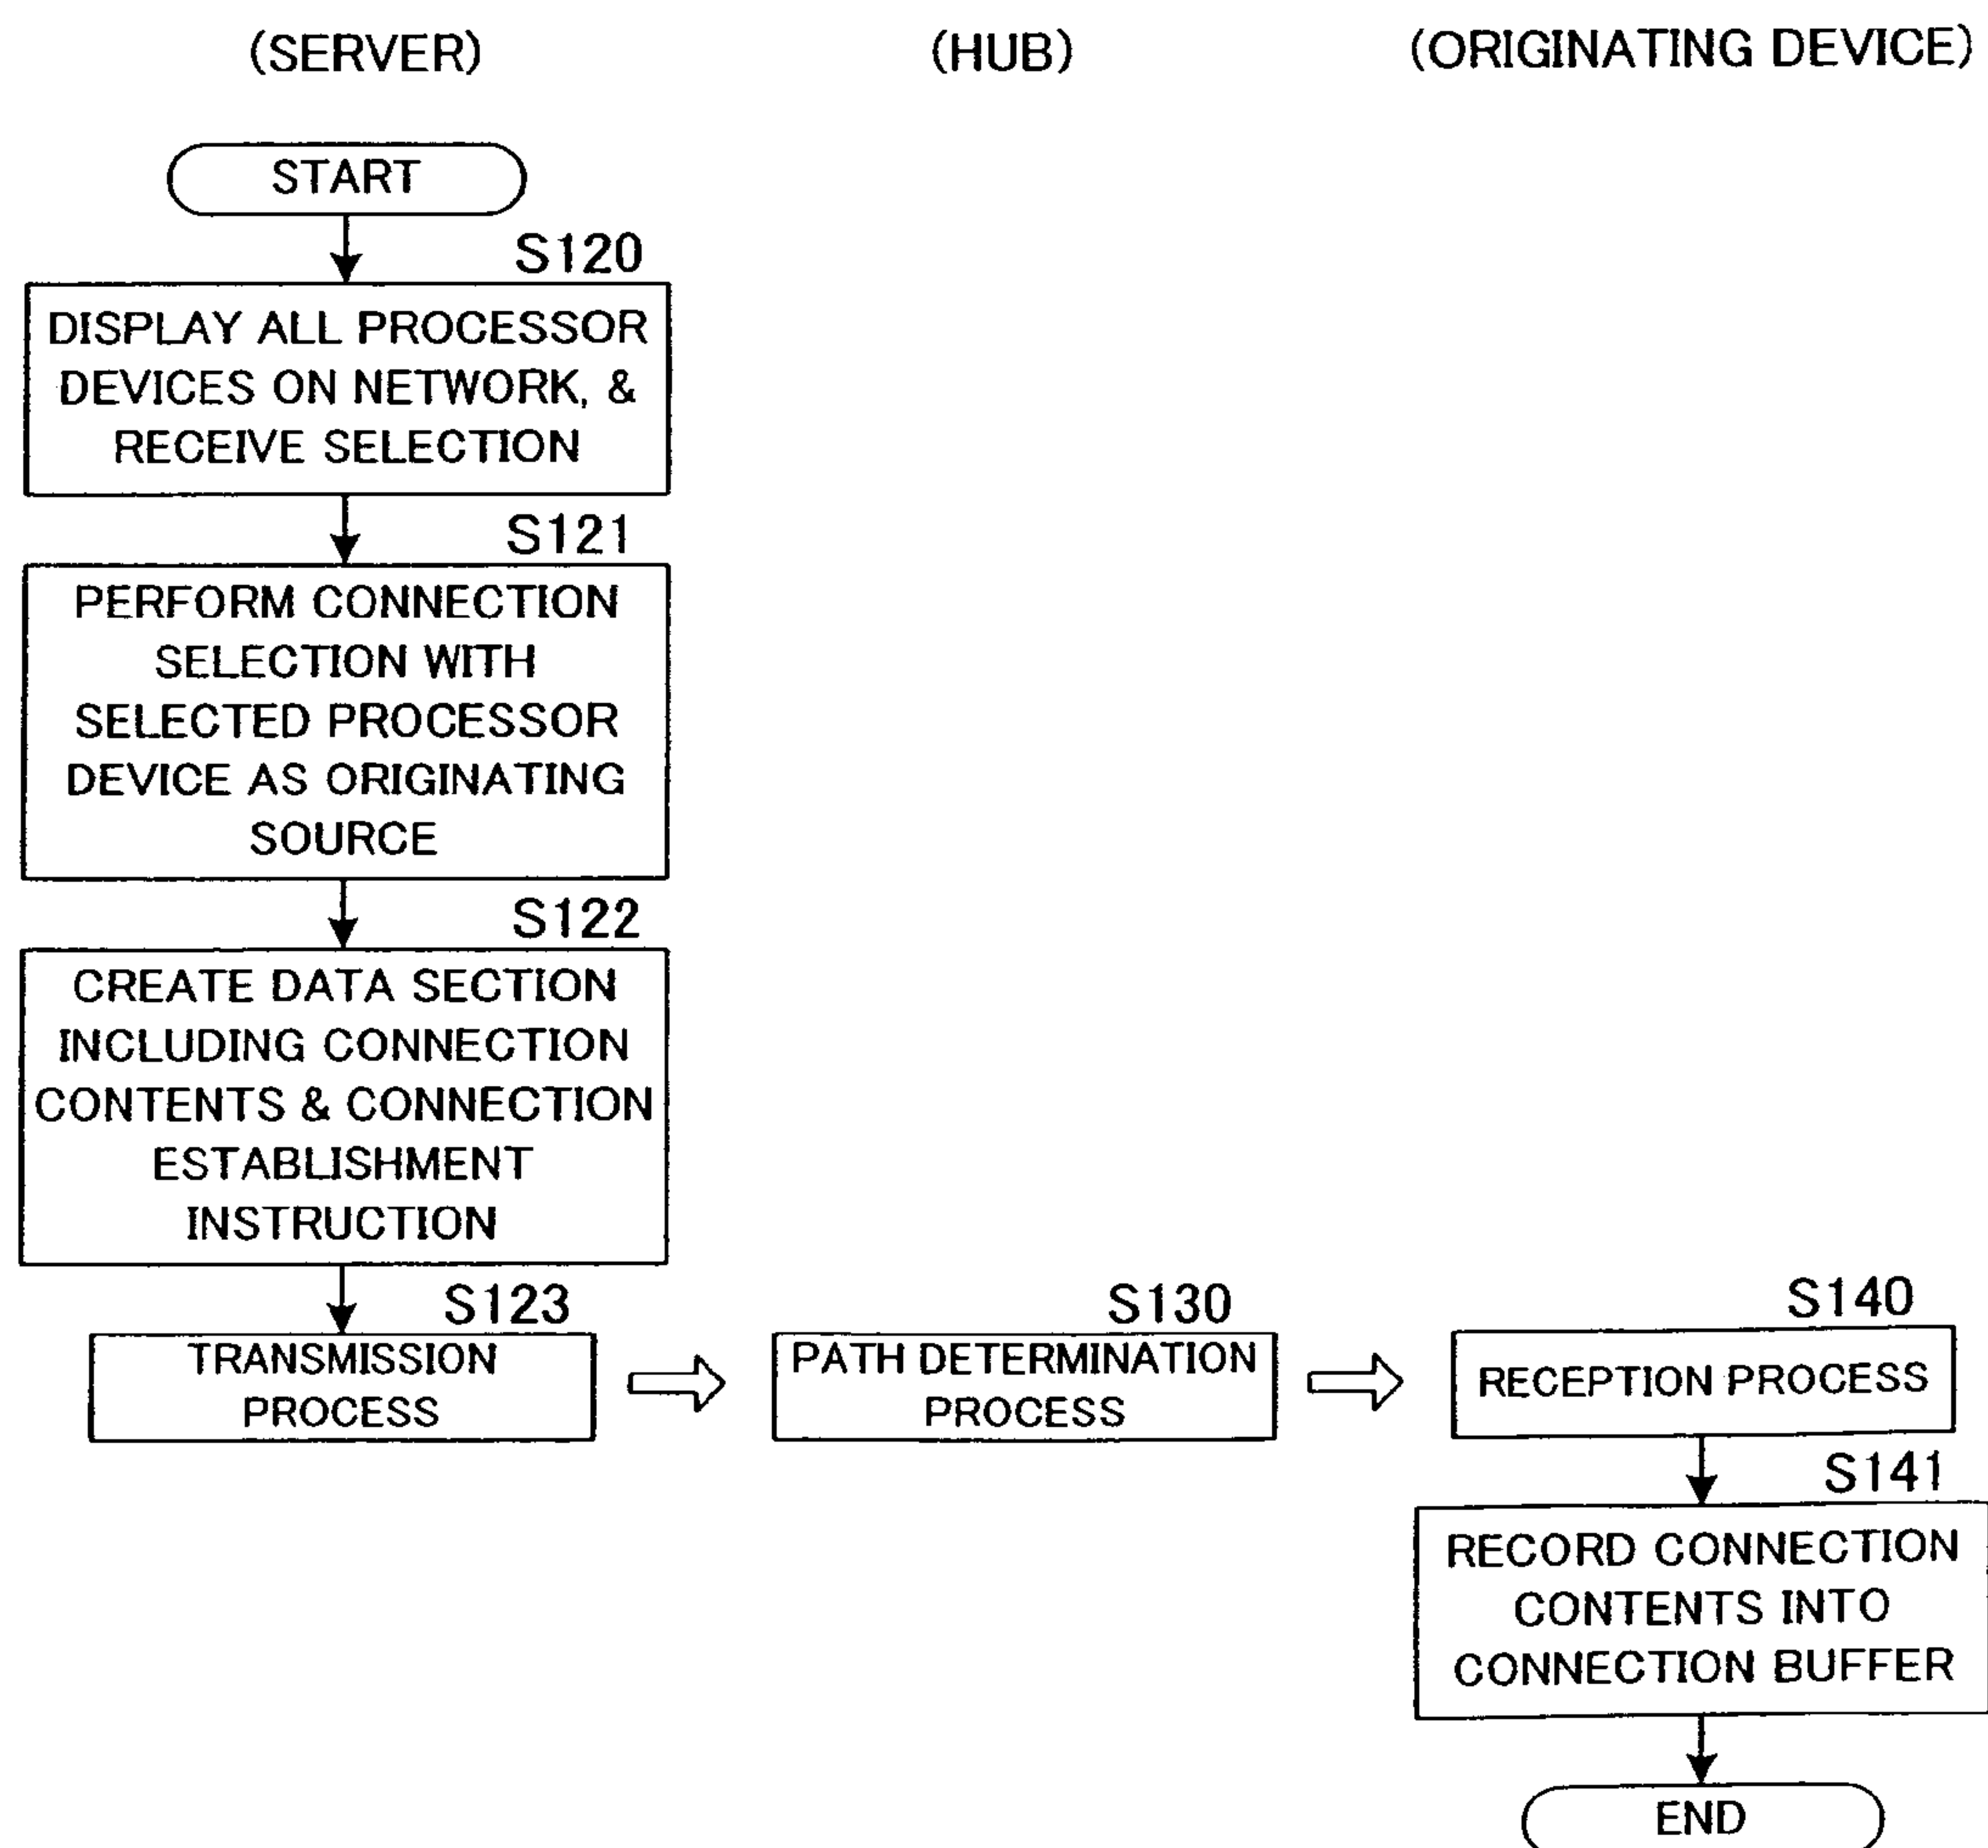 (SERVER)
(HUB)
(ORIGINATING DEVICE)
START
S120
DISPLAY ALL PROCESSOR
DEVICES ON NETWORK, &
RECEIVE SELECTION
S121
PERFORM CONNECTION
SELECTION WITH
SELECTED PROCESSOR
DEVICE AS ORIGINATING
SOURCE
S122
CREATE DATA SECTION
INCLUDING CONNECTION
CONTENTS & CONNECTION
ESTABLISHMENT
INSTRUCTION
S123
TRANSMISSION
PROCESS
S130
PATH DETERMINATION
PROCESS
S140
RECEPTION PROCESS
S141
RECORD CONNECTION
CONTENTS INTO
CONNECTION BUFFER
END